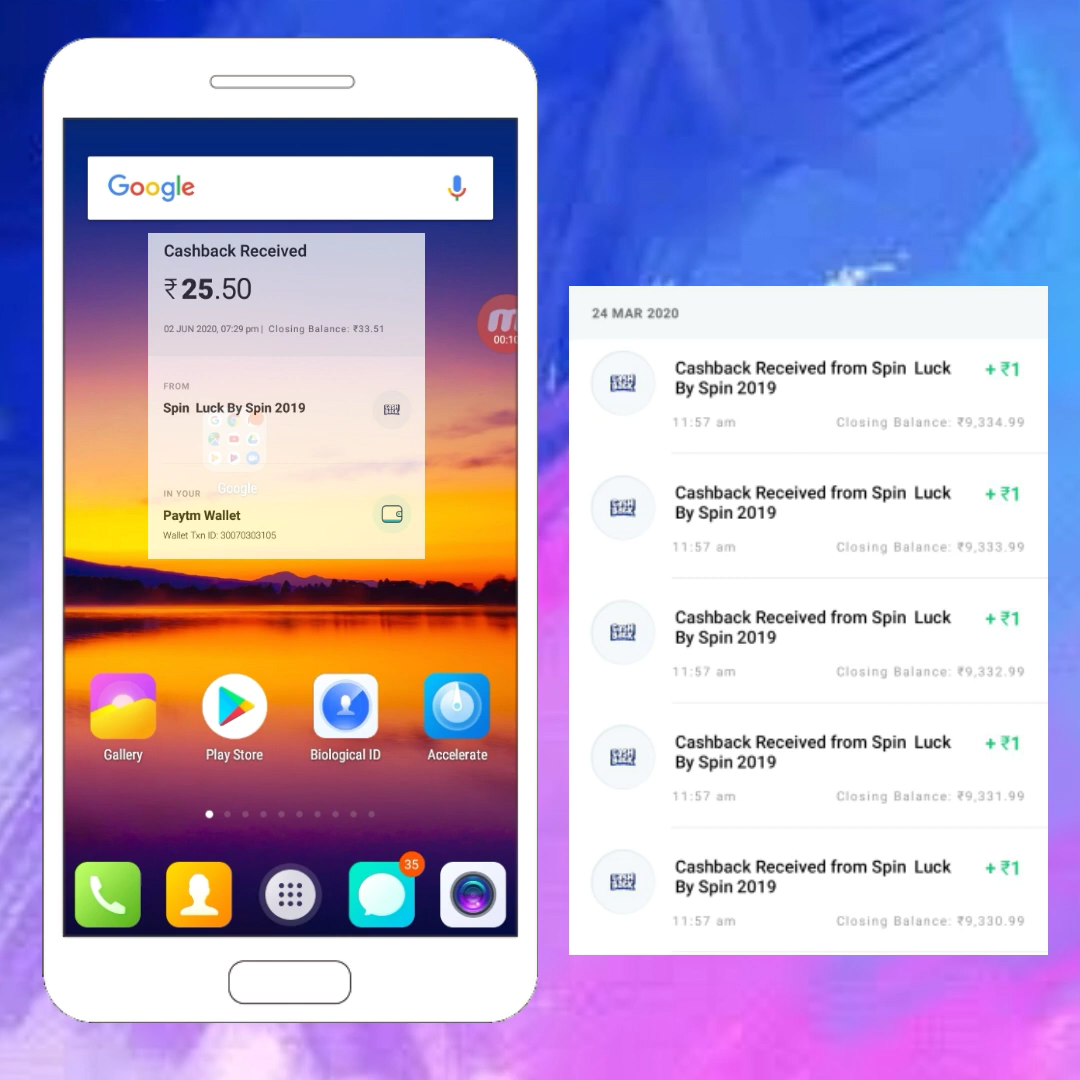 Google
Cashback Received
₹25.50
02 JUN 2020, 07:29 pm | Closing Balance: ₹33.51
00:10
FROM
Spin Luck By Spin 2019
Google
IN YOUR
Paytm Wallet
Wallet Txn ID: 30070303105
Gallery
Play Store
Biological ID
Accelerate
35
24 MAR 2020
Cashback Received from Spin Luck + ₹1
By Spin 2019
11:57 am Closing Balance: ₹9,334.99
Cashback Received from Spin Luck + ₹1
By Spin 2019
11:57 am Closing Balance: ₹9,333.99
Cashback Received from Spin Luck + ₹1
By Spin 2019
11:57 am Closing Balance: ₹9,332.99
Cashback Received from Spin Luck + ₹1
By Spin 2019
11:57 am Closing Balance: ₹9,331.99
Cashback Received from Spin Luck + ₹1
By Spin 2019
11:57 am Closing Balance: ₹9,330.99